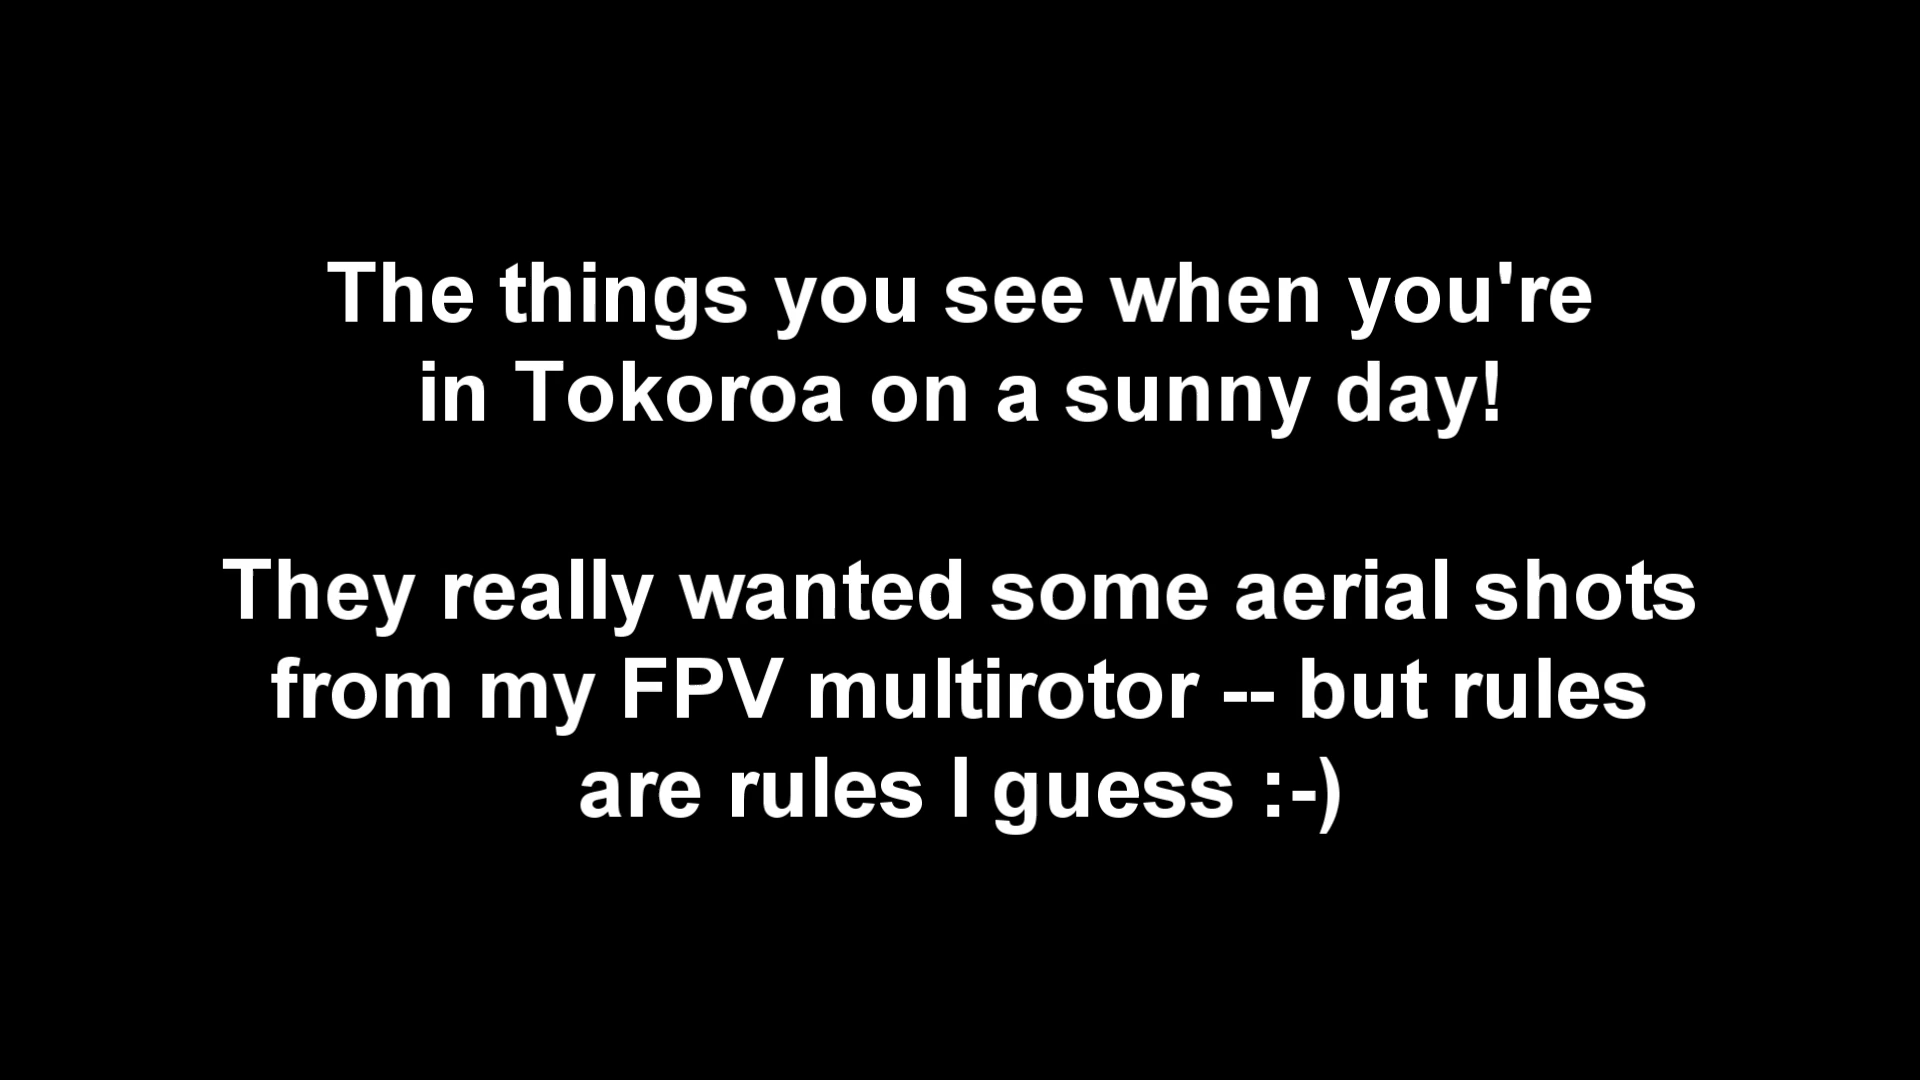 The things you see when you're
in Tokoroa on a sunny day!
They really wanted some aerial shots
from my FPV multirotor -- but rules
are rules I guess :-)